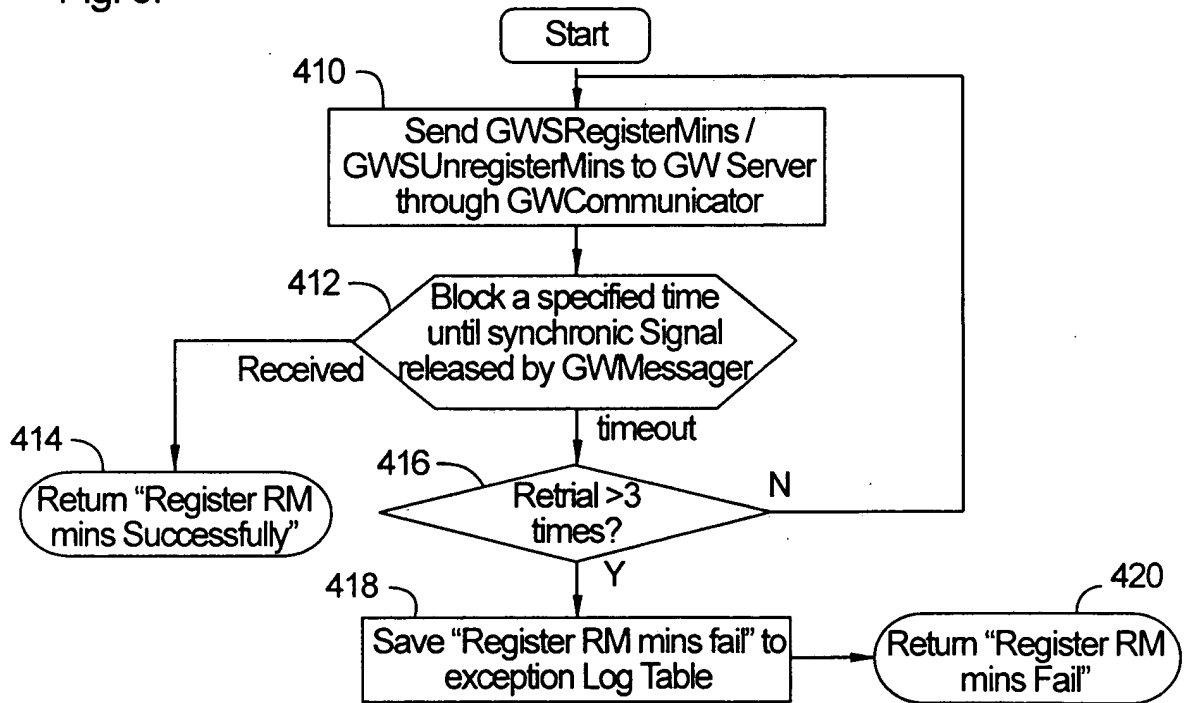 Start
410
Send GWSRegisterMins /
GWSUnregisterMins to GW Server
through GWCommunicator
412
Block a specified time
until synchronic Signal
released by GWMessager
Received
timeout
414
Return “Register RM
mins Successfully”
416
Retrial >3
times?
N
Y
418
Save “Register RM mins fail” to
exception Log Table
420
Return “Register RM
mins Fail”